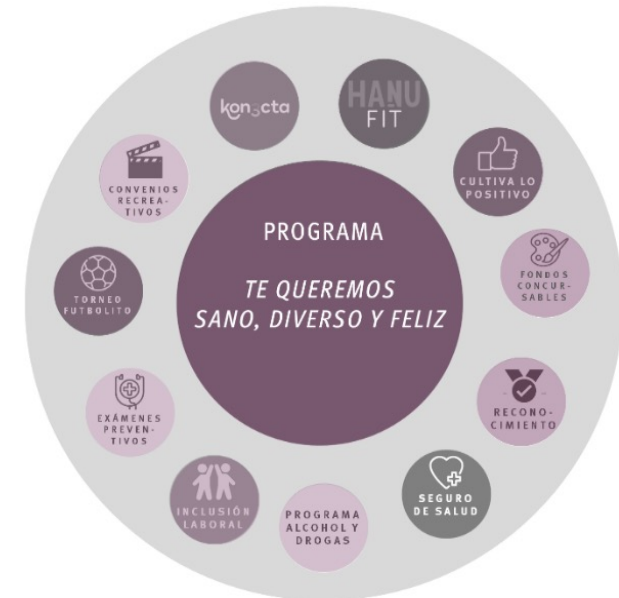 PROGRAMA
TE QUEREMOS
SANO, DIVERSO Y FELIZ
kon3cta
HANU
FIT
CULTIVA LO
POSITIVO
FONDOS
CONCUR-
SABLES
RECONO-
CIMIENTO
SEGURO
DE SALUD
PROGRAMA
ALCOHOL Y
DROGAS
INCLUSIÓN
LABORAL
EXÁMENES
PREVEN-
TIVOS
TORNEO
FUTBOLITO
CONVENIOS
RECREA-
TIVOS